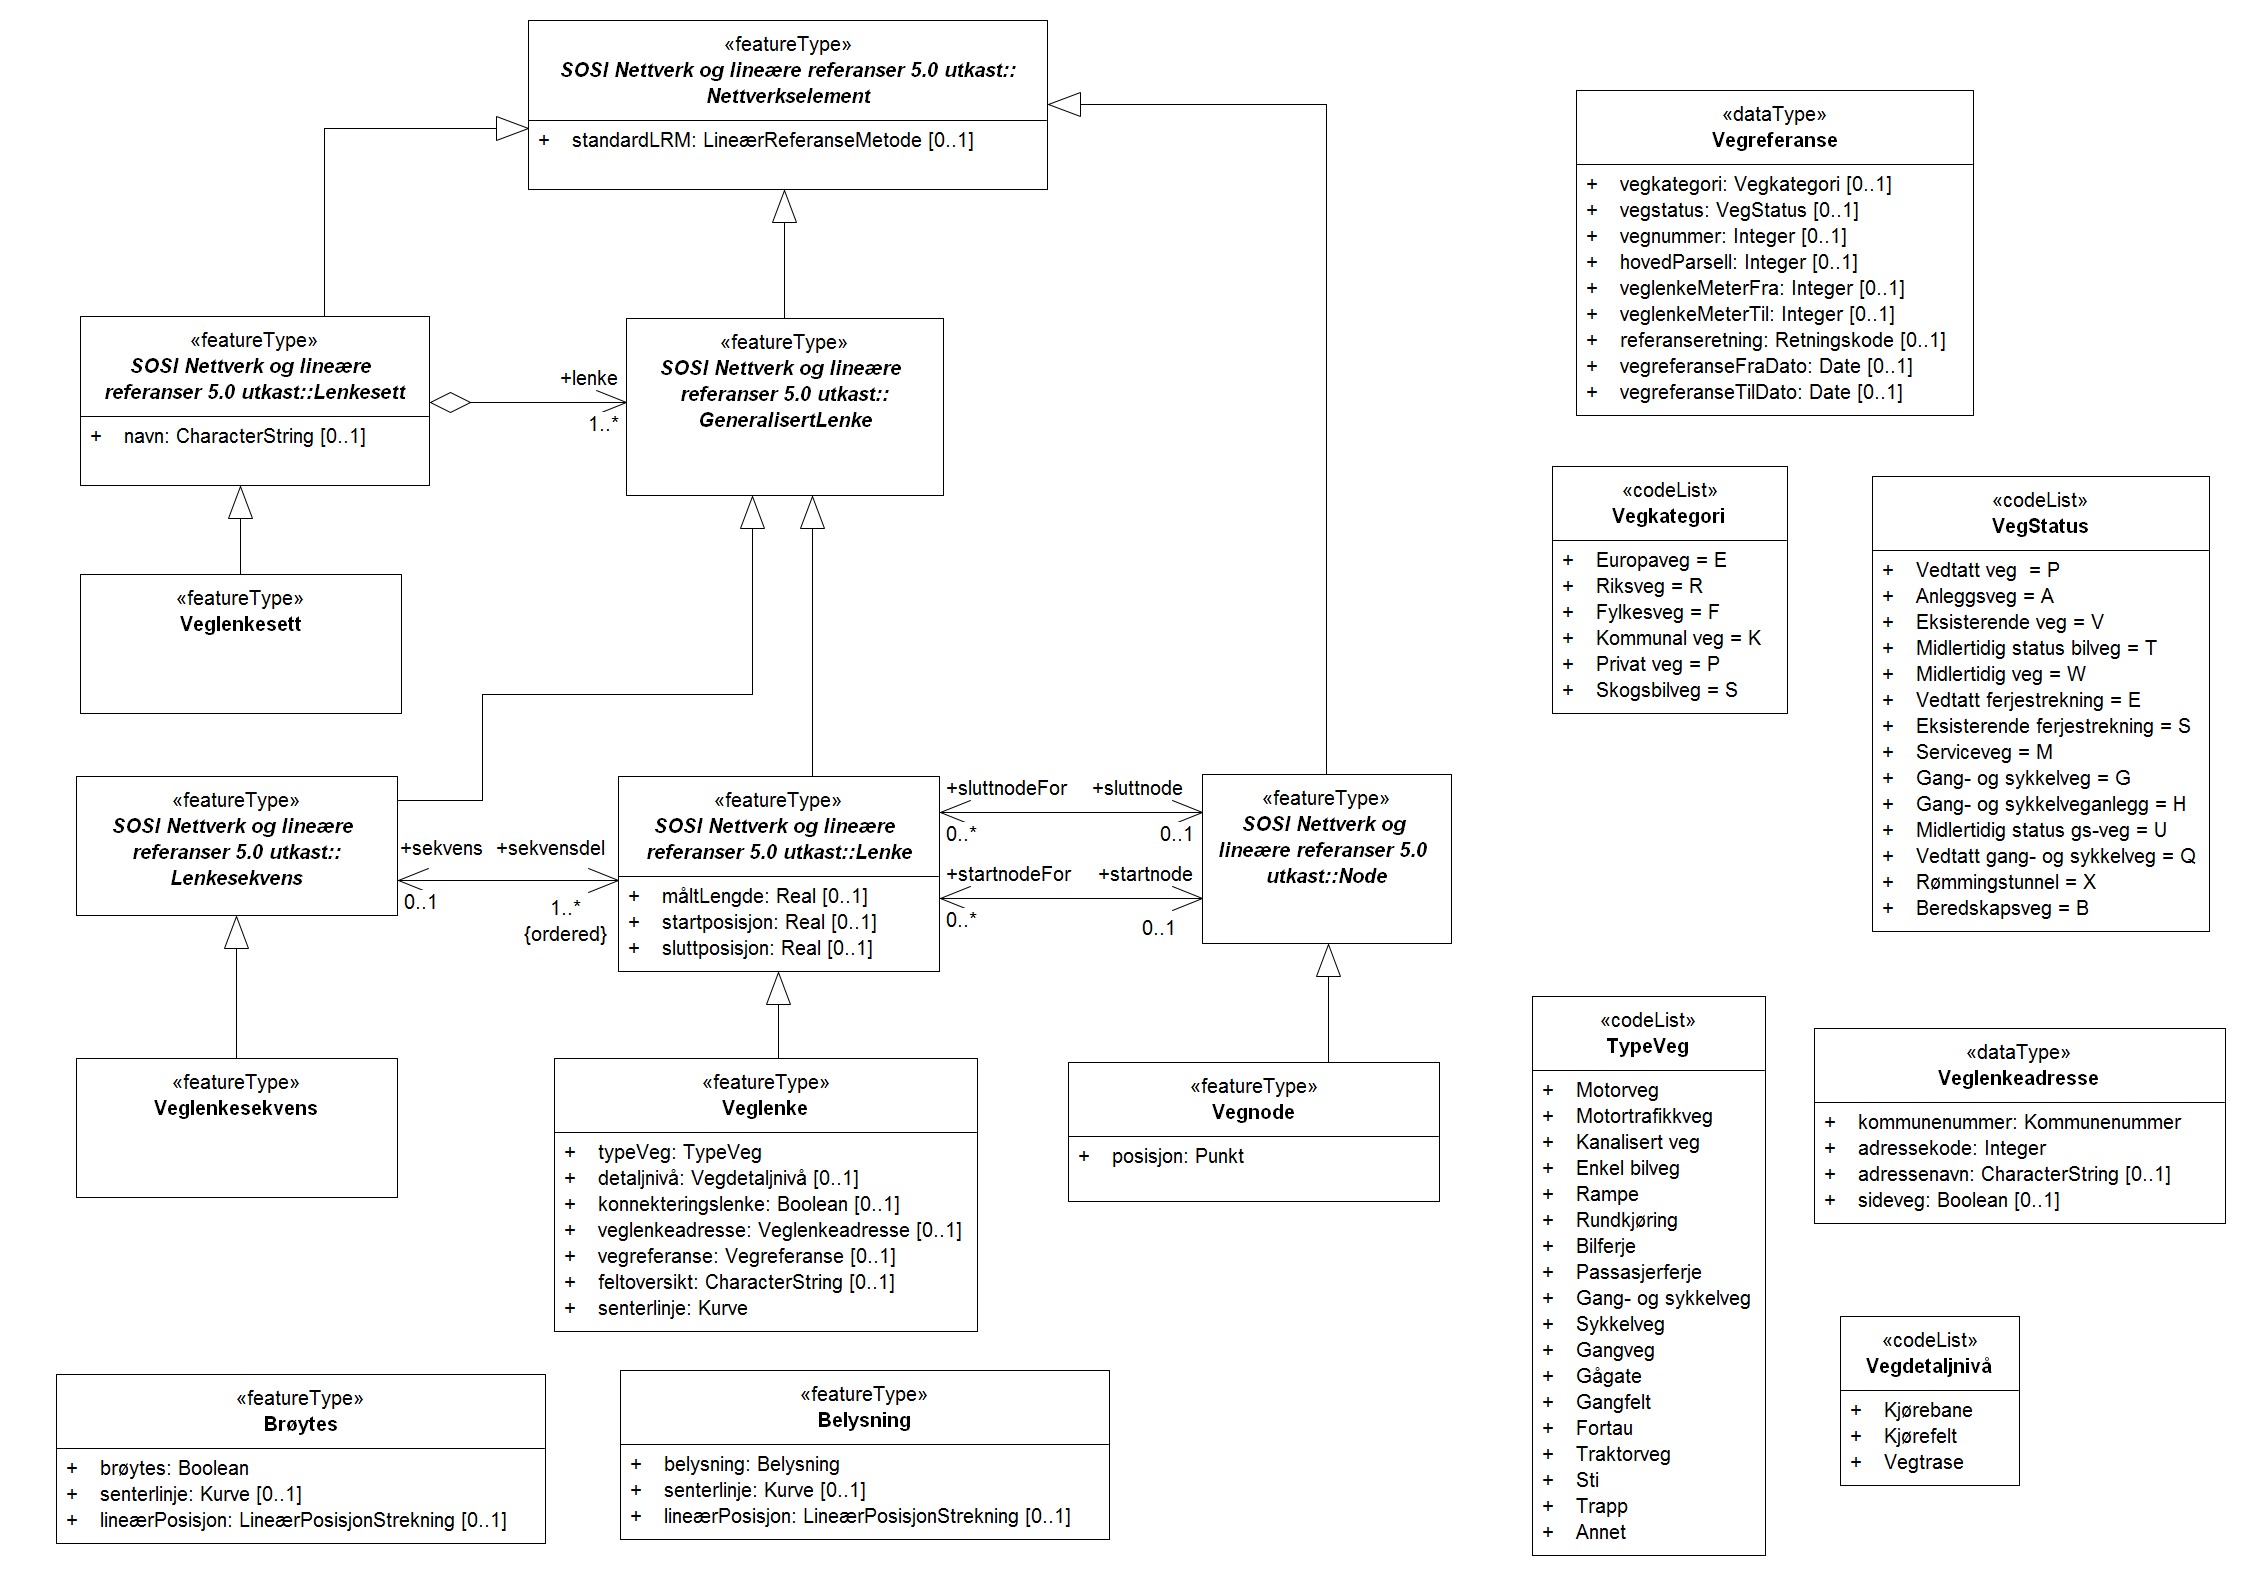 «featureType»
SOSI Nettverk og lineære referanser 5.0 utkast::
Nettverkselement
+ standardLRM: LineærReferanseMetode [0..1]
«dataType»
Vegreferanse
+ vegkategori: Vegkategori [0..1]
+ vegstatus: VegStatus [0..1]
+ vegnummer: Integer [0..1]
+ hovedParsell: Integer [0..1]
+ veglenkeMeterFra: Integer [0..1]
+ veglenkeMeterTil: Integer [0..1]
+ referanseretning: Retningskode [0..1]
+ vegreferanseFraDato: Date [0..1]
+ vegreferanseTilDato: Date [0..1]
«featureType»
SOSI Nettverk og lineære
referanser 5.0 utkast::Lenkesett
+ navn: CharacterString [0..1]
+lenke
1..*
«featureType»
SOSI Nettverk og lineære
referanser 5.0 utkast::
GeneralisertLenke
«codeList»
Vegkategori
+ Europaveg = E
+ Riksveg = R
+ Fylkesveg = F
+ Kommunal veg = K
+ Privat veg = P
+ Skogsbilveg = S
«codeList»
VegStatus
+ Vedtatt veg  = P
+ Anleggsveg = A
+ Eksisterende veg = V
+ Midlertidig status bilveg = T
+ Midlertidig veg = W
+ Vedtatt ferjestrekning = E
+ Eksisterende ferjestrekning = S
+ Serviceveg = M
+ Gang- og sykkelveg = G
+ Gang- og sykkelveganlegg = H
+ Midlertidig status gs-veg = U
+ Vedtatt gang- og sykkelveg = Q
+ Rømmingstunnel = X
+ Beredskapsveg = B
«featureType»
Veglenkesett
«featureType»
SOSI Nettverk og lineære
referanser 5.0 utkast::
Lenkesekvens
+sekvens +sekvensdel
0..1 1..*
{ordered}
«featureType»
SOSI Nettverk og lineære
referanser 5.0 utkast::Lenke
+ måltLengde: Real [0..1]
+ startposisjon: Real [0..1]
+ sluttposisjon: Real [0..1]
+sluttnodeFor +sluttnode
0..* 0..1
+startnodeFor +startnode
0..* 0..1
«featureType»
SOSI Nettverk og
lineære referanser 5.0
utkast::Node
«featureType»
Veglenkesekvens
«featureType»
Veglenke
+ typeVeg: TypeVeg
+ detaljnivå: Vegdetaljnivå [0..1]
+ konnekteringslenke: Boolean [0..1]
+ veglenkeadresse: Veglenkeadresse [0..1]
+ vegreferanse: Vegreferanse [0..1]
+ feltoversikt: CharacterString [0..1]
+ senterlinje: Kurve
«featureType»
Vegnode
+ posisjon: Punkt
«codeList»
TypeVeg
+ Motorveg
+ Motortrafikkveg
+ Kanalisert veg
+ Enkel bilveg
+ Rampe
+ Rundkjøring
+ Bilferje
+ Passasjerferje
+ Gang- og sykkelveg
+ Sykkelveg
+ Gangveg
+ Gågate
+ Gangfelt
+ Fortau
+ Traktorveg
+ Sti
+ Trapp
+ Annet
«dataType»
Veglenkeadresse
+ kommunenummer: Kommunenummer
+ adressekode: Integer
+ adressenavn: CharacterString [0..1]
+ sideveg: Boolean [0..1]
«codeList»
Vegdetaljnivå
+ Kjørebane
+ Kjørefelt
+ Vegtrase
«featureType»
Brøytes
+ brøytes: Boolean
+ senterlinje: Kurve [0..1]
+ lineærPosisjon: LineærPosisjonStrekning [0..1]
«featureType»
Belysning
+ belysning: Belysning
+ senterlinje: Kurve [0..1]
+ lineærPosisjon: LineærPosisjonStrekning [0..1]